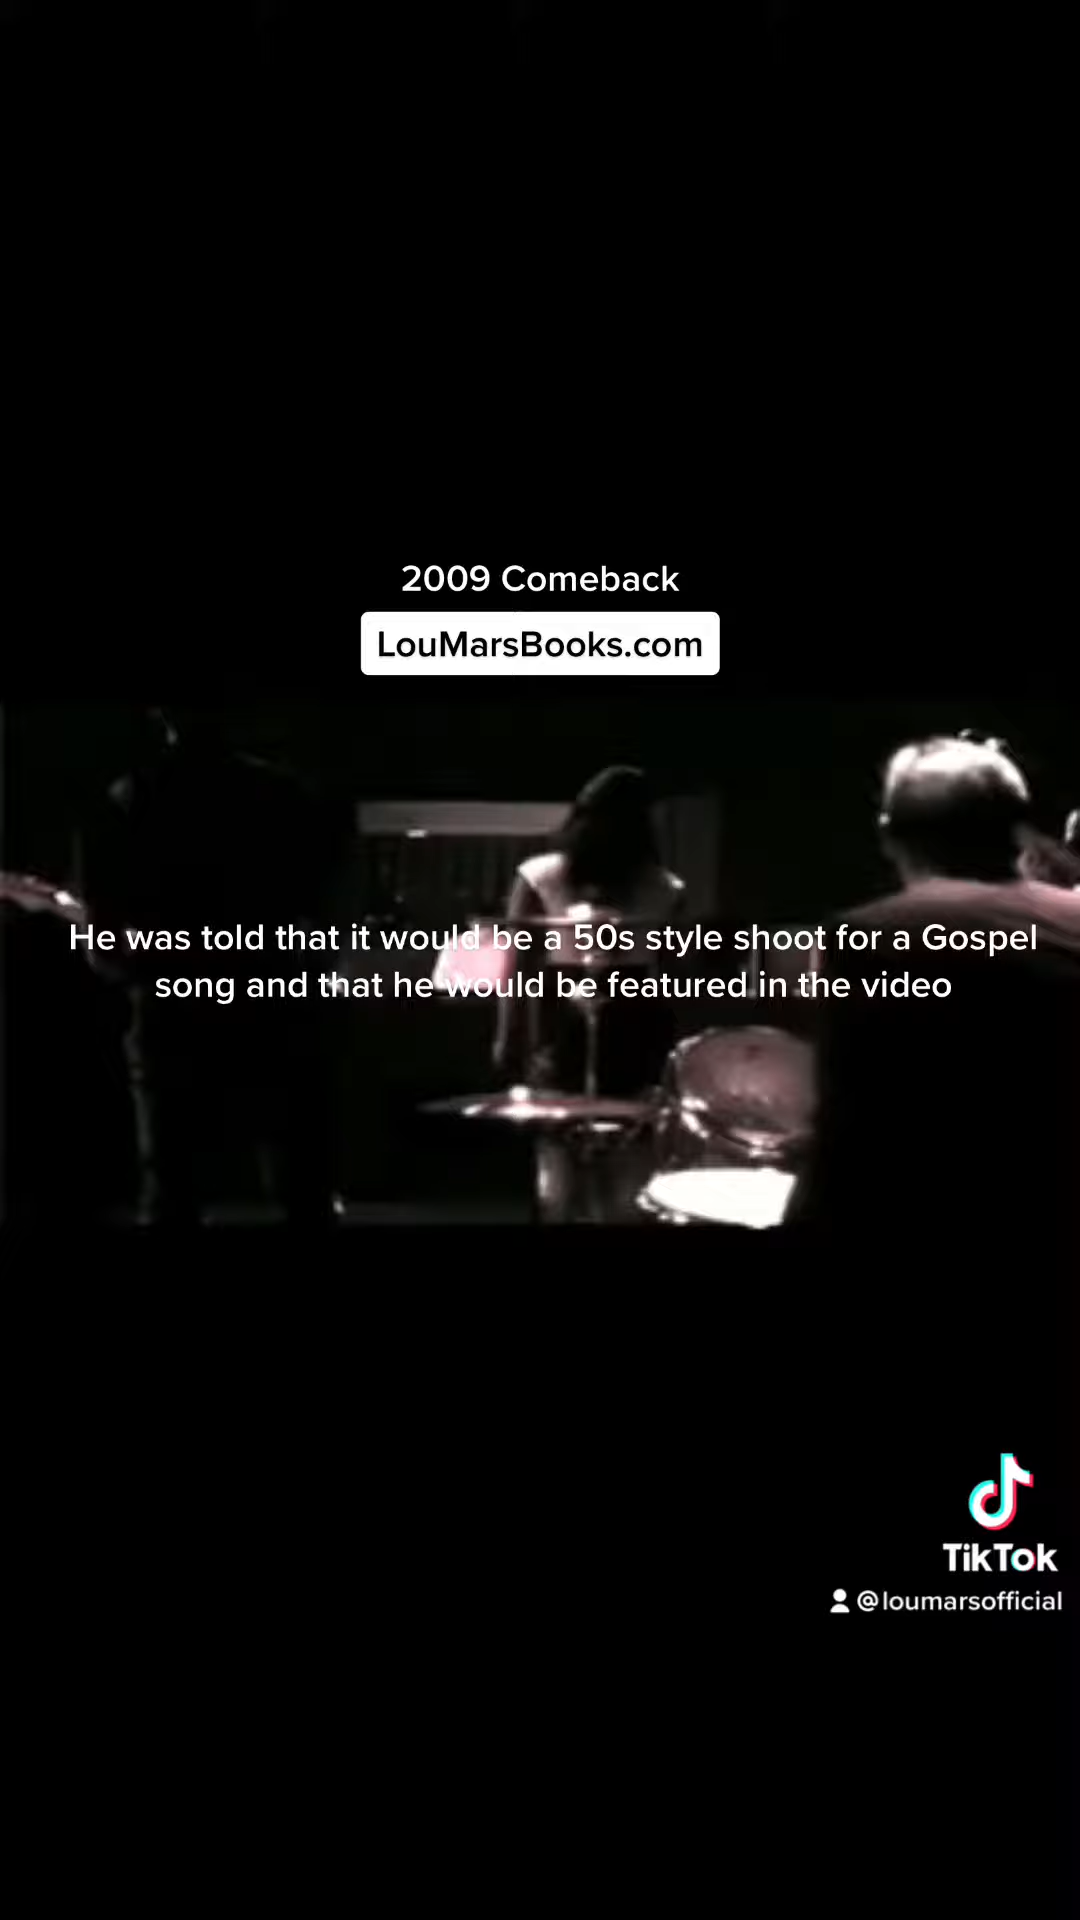 2009 Comeback
LouMarsBooks.com
He was told that it would be a 50s style shoot for a Gospel
song and that he would be featured in the video
TikTok
@loumarsofficial